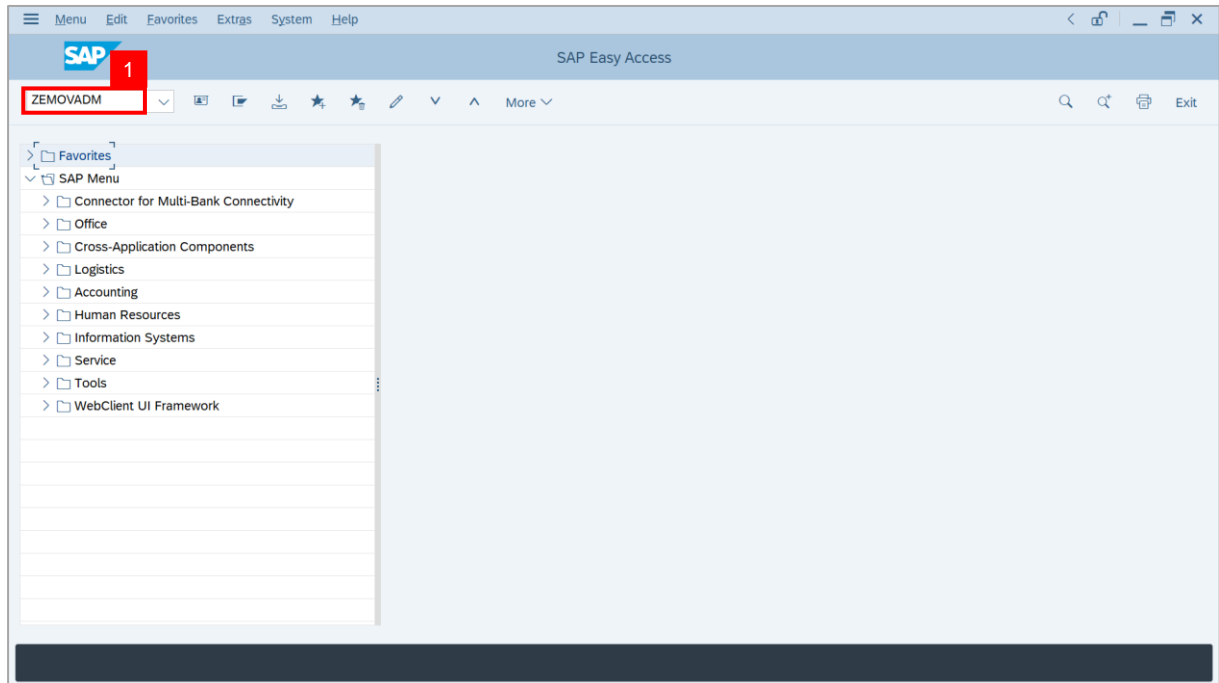 Menu Edit Favorites Extras System Help
SAP
SAP Easy Access
1
ZEMOVADM
More
Exit
Favorites
SAP Menu
Connector for Multi-Bank Connectivity
Office
Cross-Application Components
Logistics
Accounting
Human Resources
Information Systems
Service
Tools
WebClient UI Framework